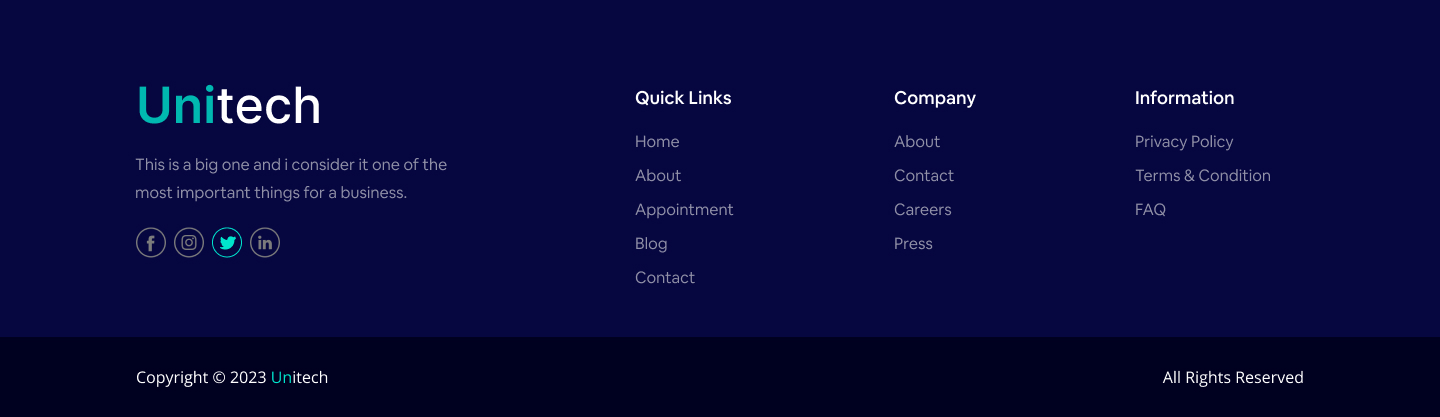 Unitech
This is a big one and i consider it one of the
most important things for a business.
Quick Links
Home
About
Appointment
Blog
Contact
Company
About
Contact
Careers
Press
Information
Privacy Policy
Terms & Condition
FAQ
Copyright © 2023 Unitech
All Rights Reserved